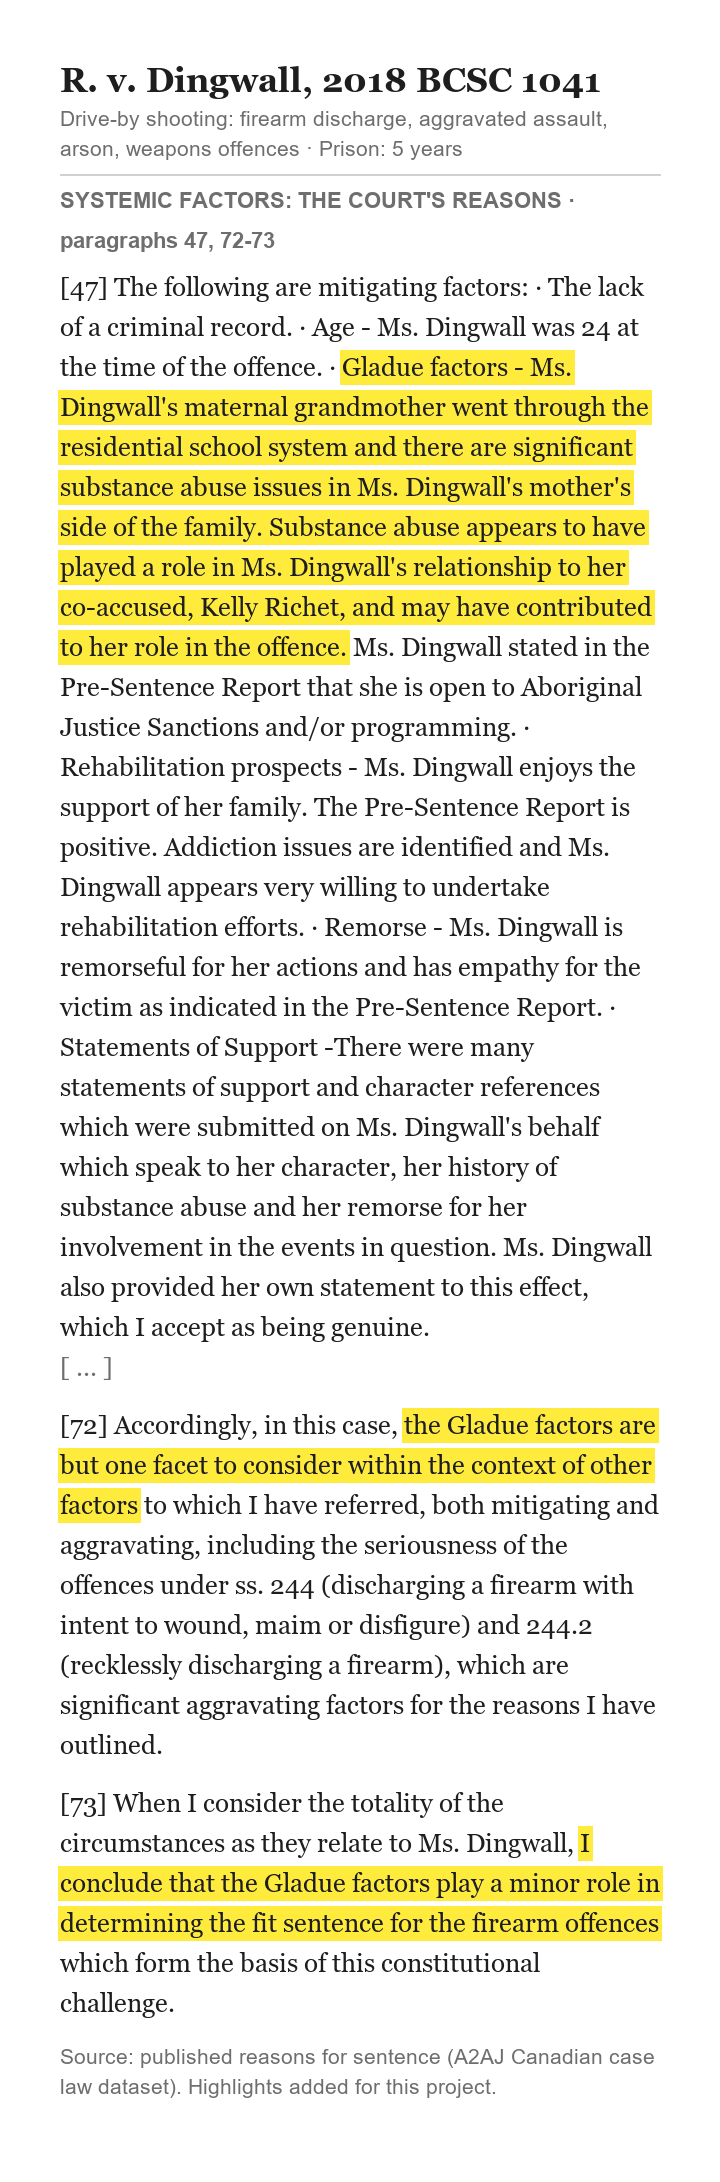 R. v. Dingwall, 2018 BCSC 1041
Drive-by shooting: firearm discharge, aggravated assault,
arson, weapons offences · Prison: 5 years
SYSTEMIC FACTORS: THE COURT'S REASONS ·
paragraphs 47, 72-73
[47] The following are mitigating factors: · The lack
of a criminal record. · Age - Ms. Dingwall was 24 at
the time of the offence. · Gladue factors - Ms.
Dingwall's maternal grandmother went through the
residential school system and there are significant
substance abuse issues in Ms. Dingwall's mother's
side of the family. Substance abuse appears to have
played a role in Ms. Dingwall's relationship to her
co-accused, Kelly Richet, and may have contributed
to her role in the offence. Ms. Dingwall stated in the
Pre-Sentence Report that she is open to Aboriginal
Justice Sanctions and/or programming. ·
Rehabilitation prospects - Ms. Dingwall enjoys the
support of her family. The Pre-Sentence Report is
positive. Addiction issues are identified and Ms.
Dingwall appears very willing to undertake
rehabilitation efforts. · Remorse - Ms. Dingwall is
remorseful for her actions and has empathy for the
victim as indicated in the Pre-Sentence Report. ·
Statements of Support -There were many
statements of support and character references
which were submitted on Ms. Dingwall's behalf
which speak to her character, her history of
substance abuse and her remorse for her
involvement in the events in question. Ms. Dingwall
also provided her own statement to this effect,
which I accept as being genuine.
[ ... ]
[72] Accordingly, in this case, the Gladue factors are
but one facet to consider within the context of other
factors to which I have referred, both mitigating and
aggravating, including the seriousness of the
offences under ss. 244 (discharging a firearm with
intent to wound, maim or disfigure) and 244.2
(recklessly discharging a firearm), which are
significant aggravating factors for the reasons I have
outlined.
[73] When I consider the totality of the
circumstances as they relate to Ms. Dingwall, I
conclude that the Gladue factors play a minor role in
determining the fit sentence for the firearm offences
which form the basis of this constitutional
challenge.
Source: published reasons for sentence (A2AJ Canadian case
law dataset). Highlights added for this project.